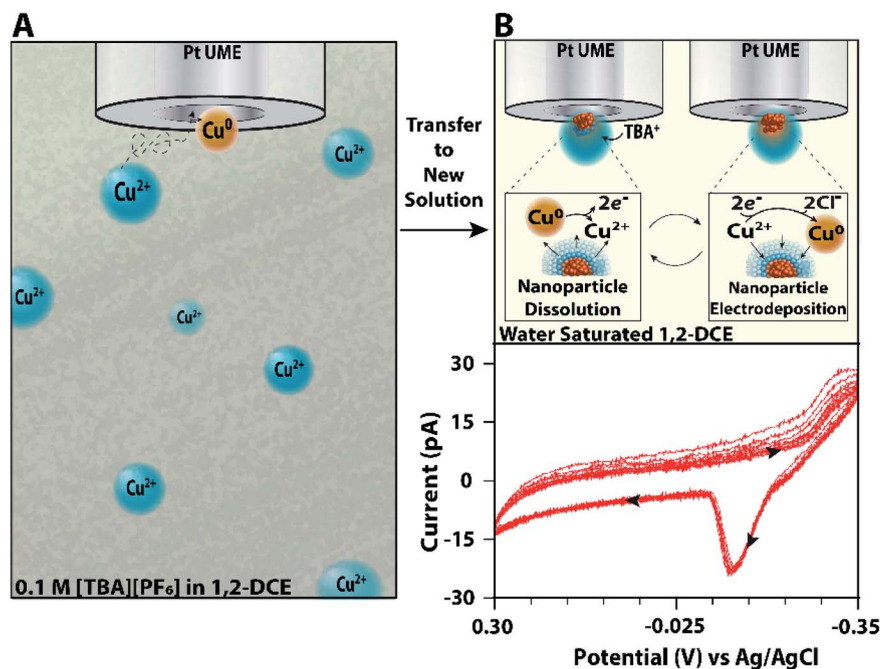 A
Pt UME
Cu⁰
Cu²⁺
Cu²⁺
Cu²⁺
Cu²⁺
Cu²⁺
Cu²⁺
Cu²⁺
0.1 M [TBA][PF₆] in 1,2-DCE
Transfer
to
New
Solution
B
Pt UME
Pt UME
TBA⁺
Cu⁰
2e⁻
Cu²⁺
Nanoparticle
Dissolution
2e⁻
2Cl⁻
Cu²⁺
Cu⁰
Nanoparticle
Electrodeposition
Water Saturated 1,2-DCE
Current (pA)
30
15
0
-15
-30
0.30
-0.025
-0.35
Potential (V) vs Ag/AgCl